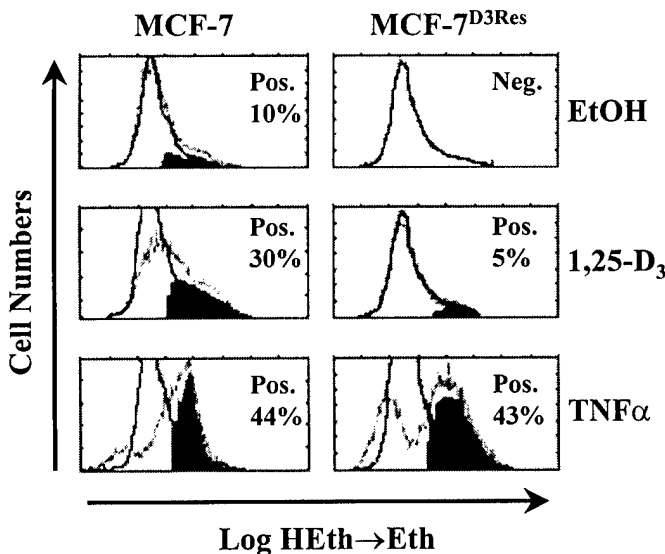 MCF-7
MCF-7D3Res
Pos.
10%
Neg.
EtOH
Pos.
30%
Pos.
5%
1,25-D3
Pos.
44%
Pos.
43%
TNFα
Cell Numbers
Log HEth→Eth